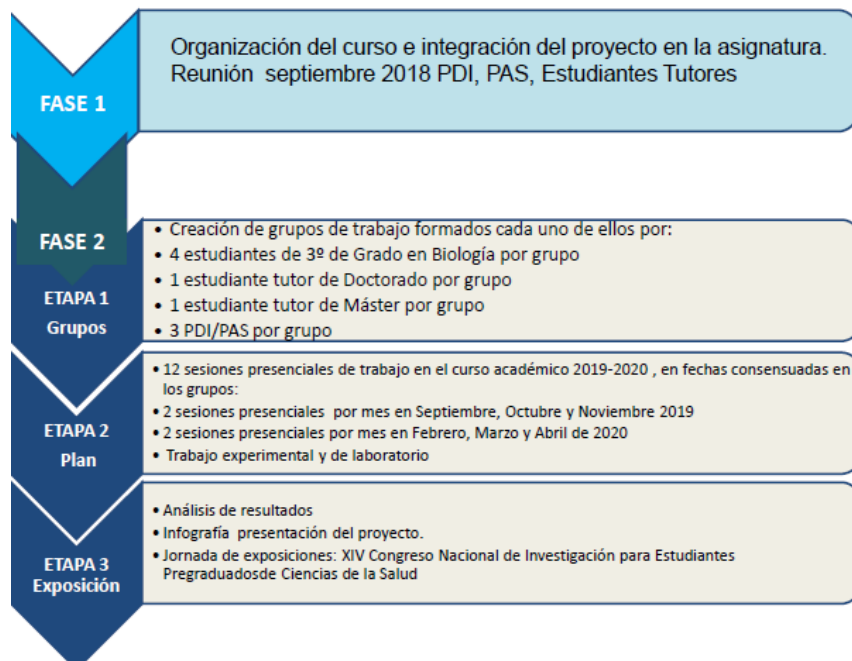 FASE 1
Organización del curso e integración del proyecto en la asignatura.
Reunión septiembre 2018 PDI, PAS, Estudiantes Tutores
FASE 2
ETAPA 1
Grupos
• Creación de grupos de trabajo formados cada uno de ellos por:
• 4 estudiantes de 3º de Grado en Biología por grupo
• 1 estudiante tutor de Doctorado por grupo
• 1 estudiante tutor de Máster por grupo
• 3 PDI/PAS por grupo
ETAPA 2
Plan
• 12 sesiones presenciales de trabajo en el curso académico 2019-2020 , en fechas consensuadas en
los grupos:
• 2 sesiones presenciales por mes en Septiembre, Octubre y Noviembre 2019
• 2 sesiones presenciales por mes en Febrero, Marzo y Abril de 2020
• Trabajo experimental y de laboratorio
ETAPA 3
Exposición
• Análisis de resultados
• Infografía presentación del proyecto.
• Jornada de exposiciones: XIV Congreso Nacional de Investigación para Estudiantes
Pregraduadosde Ciencias de la Salud